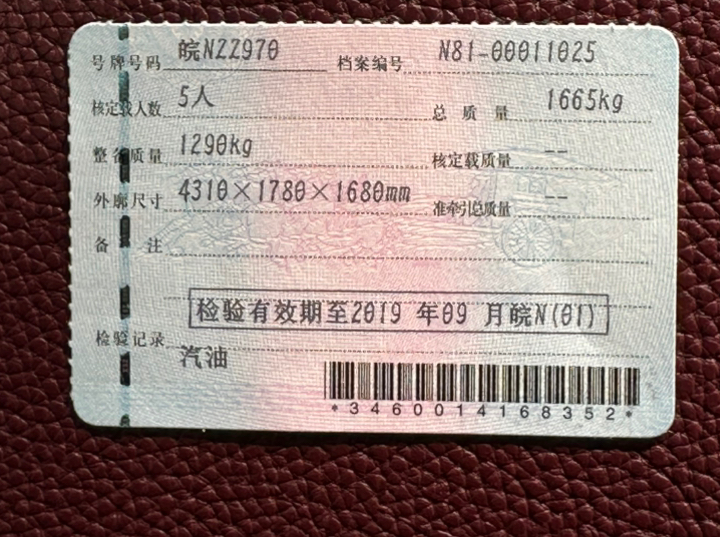 号牌号码 皖NZZ970 档案编号 N81-00011025
核定载人数 5人 总质量 1665kg
整备质量 1290kg 核定载质量 --
外廓尺寸 4310×1780×1680mm 准牵引总质量 --
备注
检验有效期至2019年09月皖N(01)
检验记录
汽油
*3460014168352*